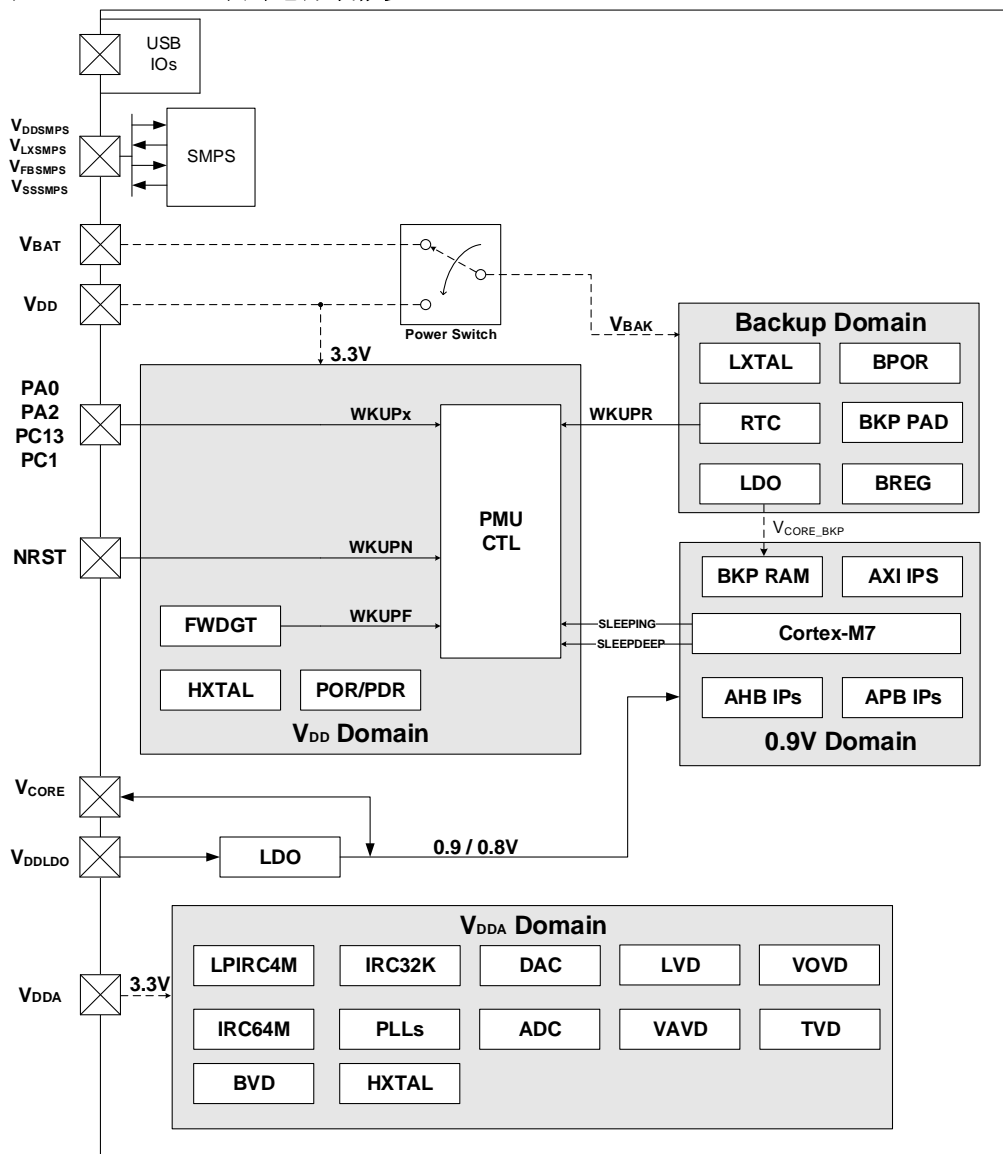 USB
IOs
VDDSMPS
VLXSMPS
VFBSMPS
VSSSMPS
SMPS
VBAT
VDD
Power Switch
3.3V
VBAK
Backup Domain
LXTAL
BPOR
RTC
BKP PAD
LDO
BREG
PA0
PA2
PC13
PC1
WKUPx
WKUPR
PMU
CTL
NRST
WKUPN
FWDGT
WKUPF
HXTAL
POR/PDR
VDD Domain
VCORE_BKP
BKP RAM
AXI IPS
SLEEPING
SLEEPDEEP
Cortex-M7
AHB IPs
APB IPs
0.9V Domain
VCORE
VDDLDO
LDO
0.9 / 0.8V
VDDA Domain
VDDA
3.3V
LPIRC4M
IRC32K
DAC
LVD
VOVD
IRC64M
PLLs
ADC
VAVD
TVD
BVD
HXTAL